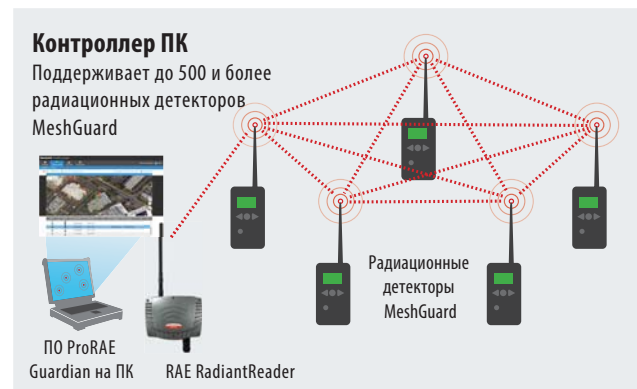 Контроллер ПК
Поддерживает до 500 и более
радиационных детекторов
MeshGuard
Радиационные
детекторы
MeshGuard
ПО ProRAE
Guardian на ПК
RAE RadiantReader